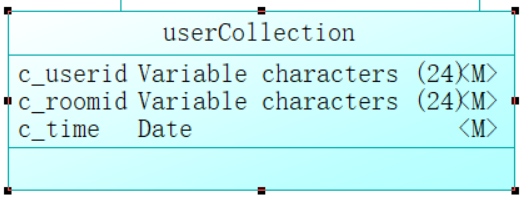 userCollection
c_userid Variable characters (24)<M>
c_roomid Variable characters (24)<M>
c_time Date <M>